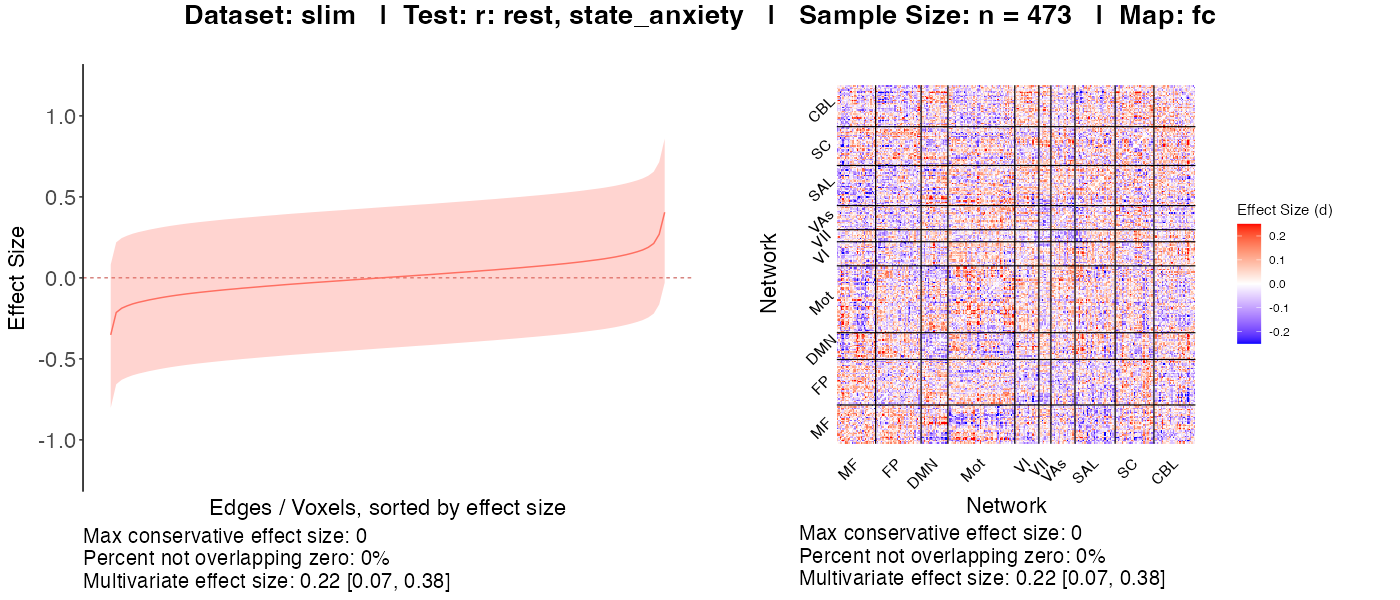 Dataset: slim | Test: r: rest, state_anxiety | Sample Size: n = 473 | Map: fc
Effect Size
1.0
0.5
0.0
-0.5
-1.0
Edges / Voxels, sorted by effect size
Max conservative effect size: 0
Percent not overlapping zero: 0%
Multivariate effect size: 0.22 [0.07, 0.38]
Network
CBL
SC
SAL
VAs
VII
VI
Mot
DMN
FP
MF
MF
FP
DMN
Mot
VI
VII
VAs
SAL
SC
CBL
Network
Max conservative effect size: 0
Percent not overlapping zero: 0%
Multivariate effect size: 0.22 [0.07, 0.38]
Effect Size (d)
0.2
0.1
0.0
-0.1
-0.2